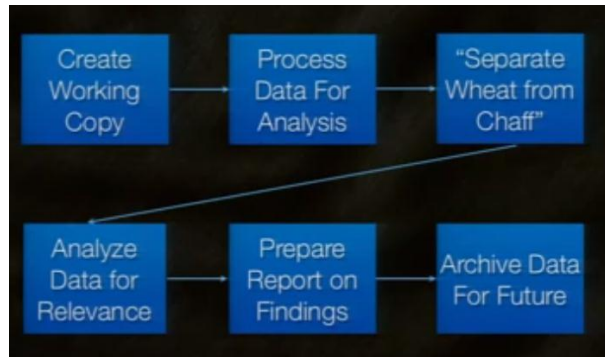 Create
Working
Copy
Process
Data For
Analysis
“Separate
Wheat from
Chaff”
Analyze
Data for
Relevance
Prepare
Report on
Findings
Archive Data
For Future